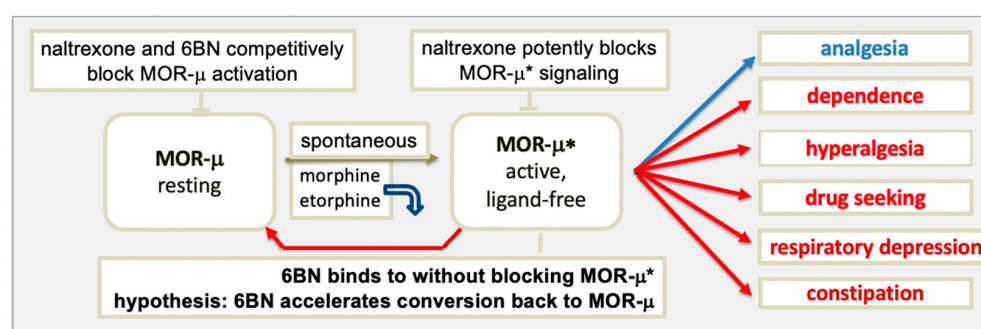 naltrexone and 6BN competitively
block MOR-μ activation
naltrexone potently blocks
MOR-μ* signaling
MOR-μ
resting
spontaneous
morphine
etorphine
MOR-μ*
active,
ligand-free
6BN binds to without blocking MOR-μ*
hypothesis: 6BN accelerates conversion back to MOR-μ
analgesia
dependence
hyperalgesia
drug seeking
respiratory depression
constipation